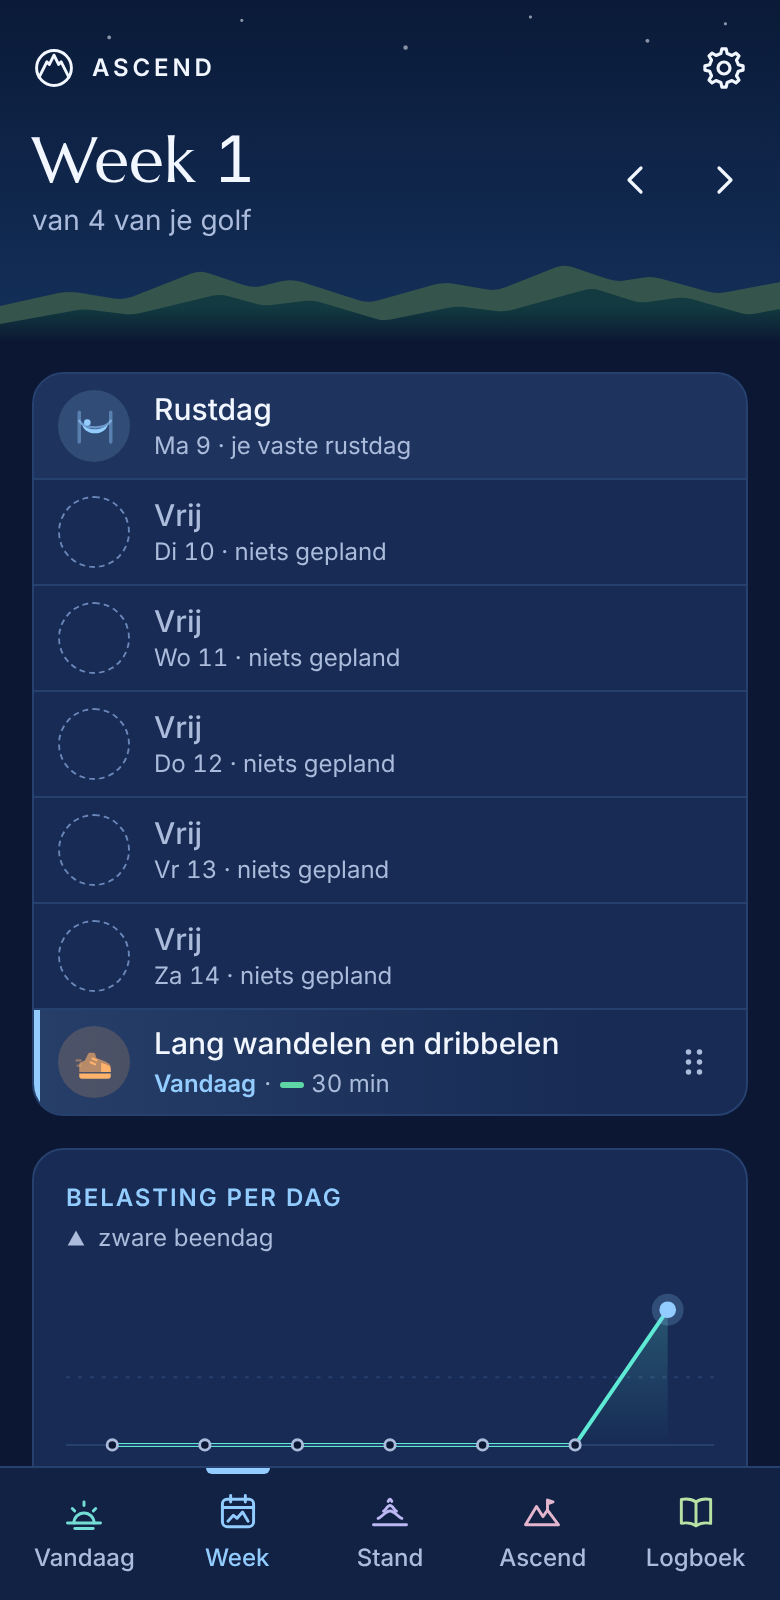 ASCEND
Week 1
van 4 van je golf
Rustdag
Ma 9 · je vaste rustdag
Vrij
Di 10 · niets gepland
Vrij
Wo 11 · niets gepland
Vrij
Do 12 · niets gepland
Vrij
Vr 13 · niets gepland
Vrij
Za 14 · niets gepland
Lang wandelen en dribbelen
Vandaag · 30 min
BELASTING PER DAG
▲ zware beendag
Vandaag
Week
Stand
Ascend
Logboek